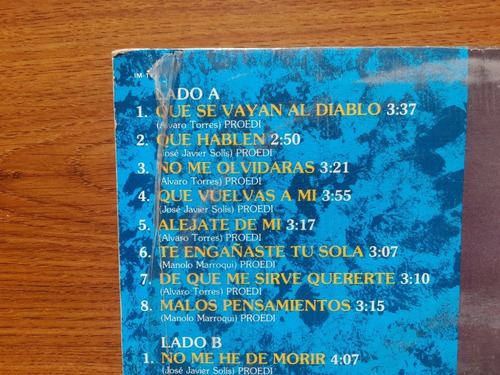 LADO A
1. QUE SE VAYAN AL DIABLO 3:37
(Alvaro Torres) PROEDI
2. QUE HABLEN 2:50
(José Javier Solís) PROEDI
3. NO ME OLVIDARAS 3:21
(Alvaro Torres) PROEDI
4. QUE VUELVAS A MI 3:55
(José Javier Solís) PROEDI
5. ALEJATE DE MI 3:17
(Alvaro Torres) PROEDI
6. TE ENGAÑASTE TU SOLA 3:07
(Manolo Marroqui) PROEDI
7. DE QUE ME SIRVE QUERERTE 3:10
(Alvaro Torres) PROEDI
8. MALOS PENSAMIENTOS 3:15
(Manolo Marroqui) PROEDI
LADO B
1. NO ME HE DE MORIR 4:07
(José Javier Solís) PROEDI